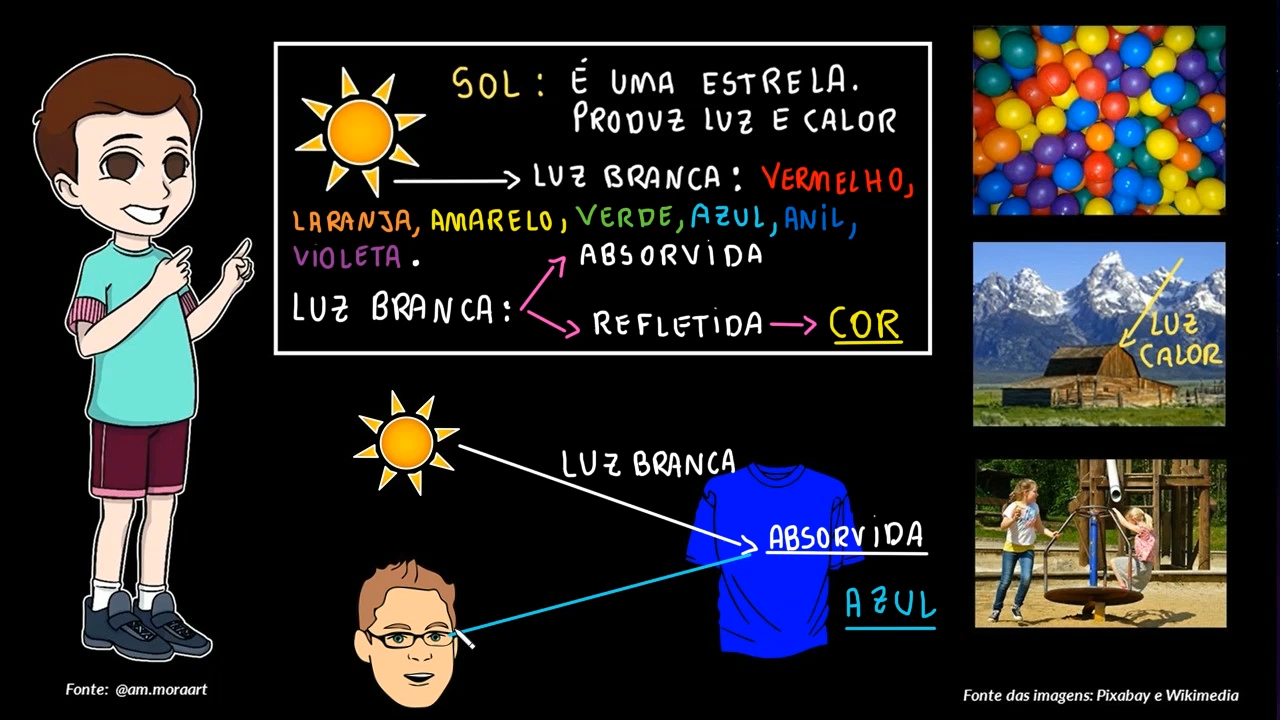 SOL: É UMA ESTRELA.
PRODUZ LUZ E CALOR
LUZ BRANCA: VERMELHO,
LARANJA, AMARELO, VERDE, AZUL, ANIL,
VIOLETA.
ABSORVIDA
LUZ BRANCA:
REFLETIDA
COR
LUZ BRANCA
ABSORVIDA
AZUL
LUZ
CALOR
Fonte: @am.moraart
Fonte das imagens: Pixabay e Wikimedia